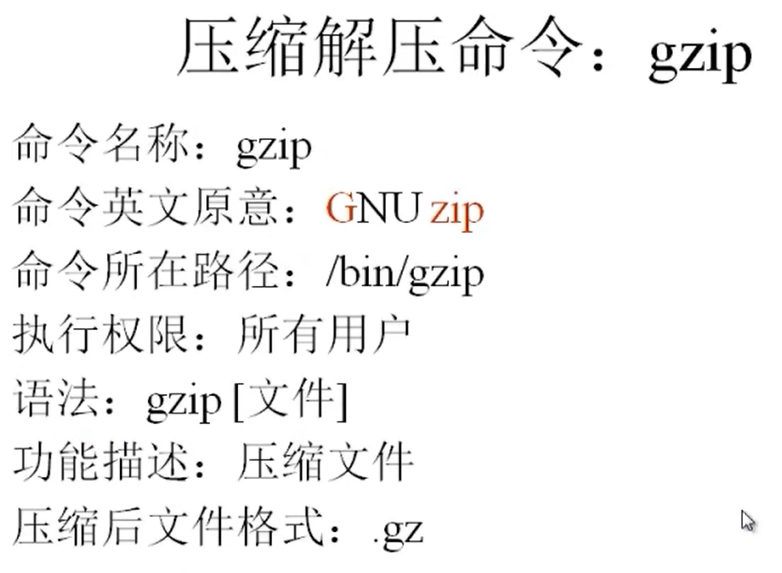 压缩解压命令：gzip
命令名称：gzip
命令英文原意：GNU zip
命令所在路径：/bin/gzip
执行权限：所有用户
语法：gzip [文件]
功能描述：压缩文件
压缩后文件格式：.gz